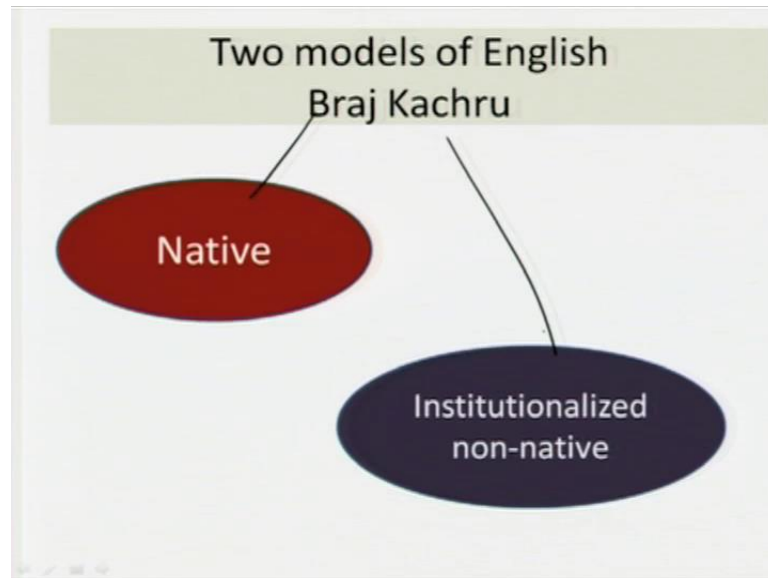 Two models of English
Braj Kachru
Native
Institutionalized
non-native